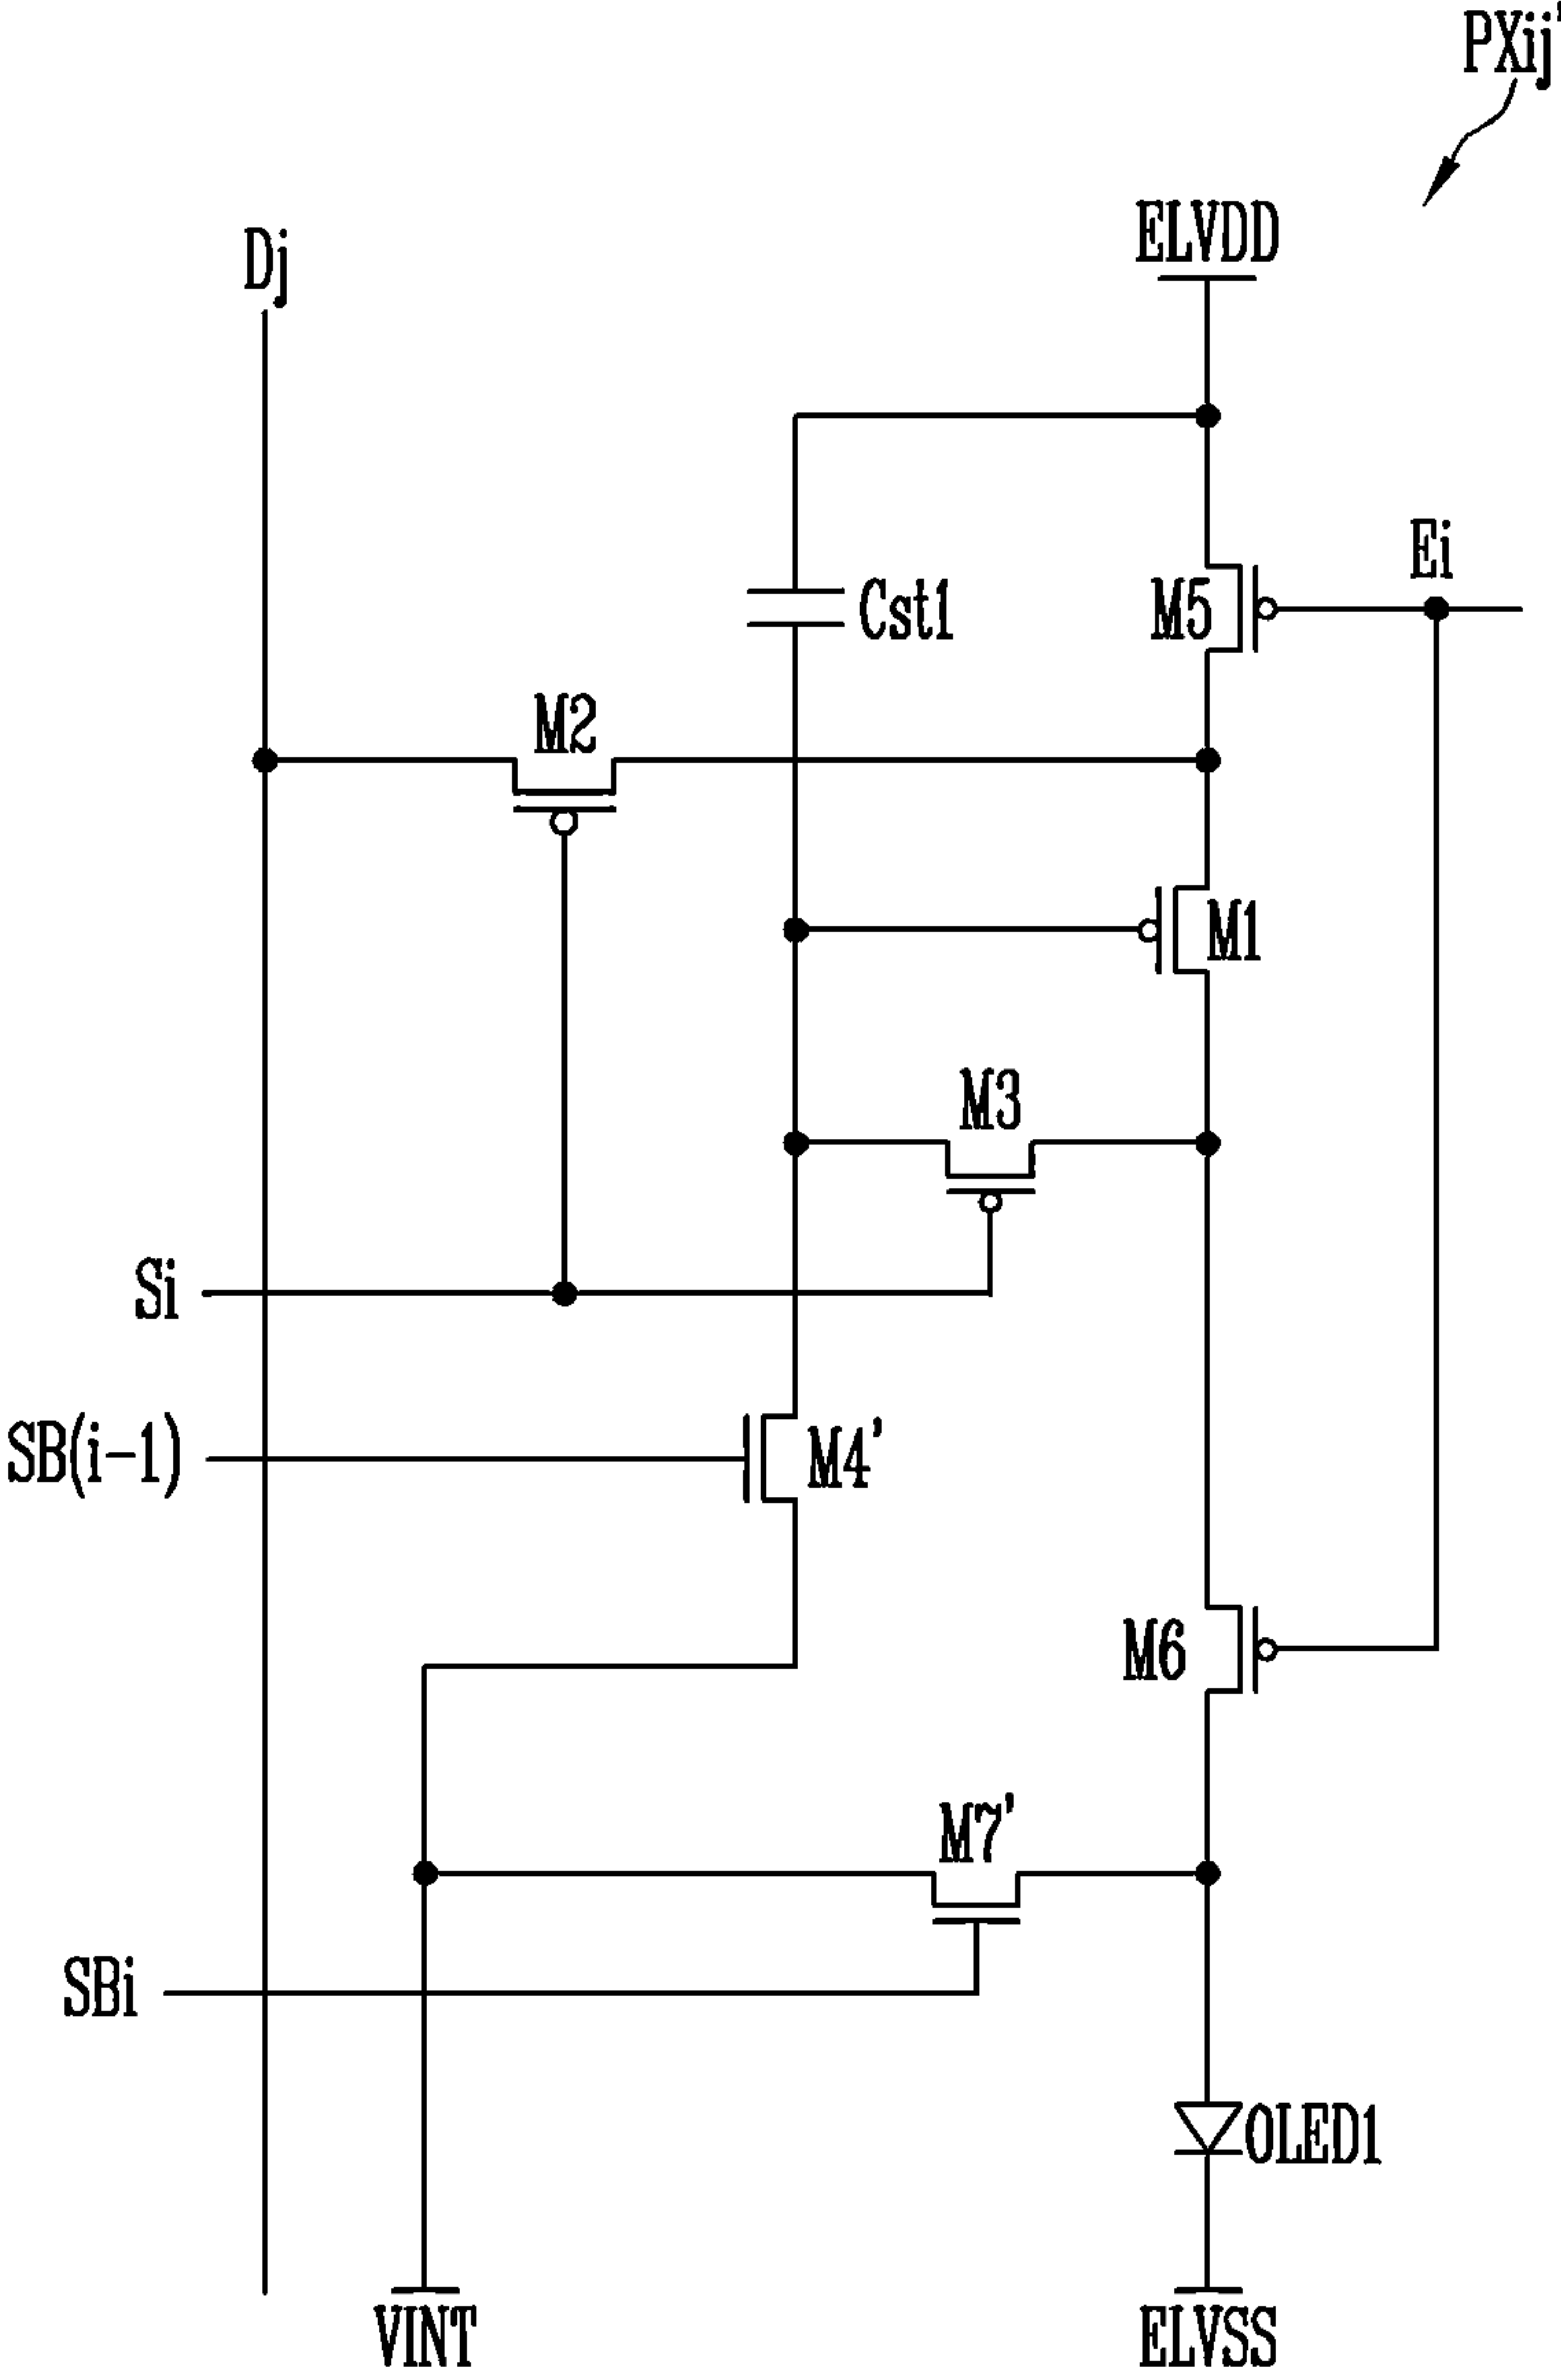 PXij'
ELVDD
Dj
Ei
Cst1
M5
M2
M1
M3
Si
SB(i-1)
M4'
M6
M7'
SBi
OLED1
VINT
ELVSS